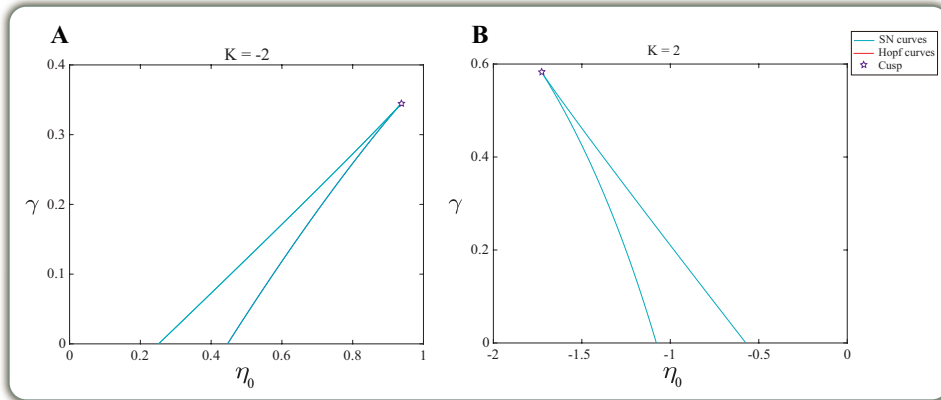 A
K = -2
0.4
0.3
0.2
0.1
0
γ
0 0.2 0.4 0.6 0.8 1
η0
B
K = 2
0.6
0.4
0.2
0
γ
-2 -1.5 -1 -0.5 0
η0
SN curves
Hopf curves
Cusp